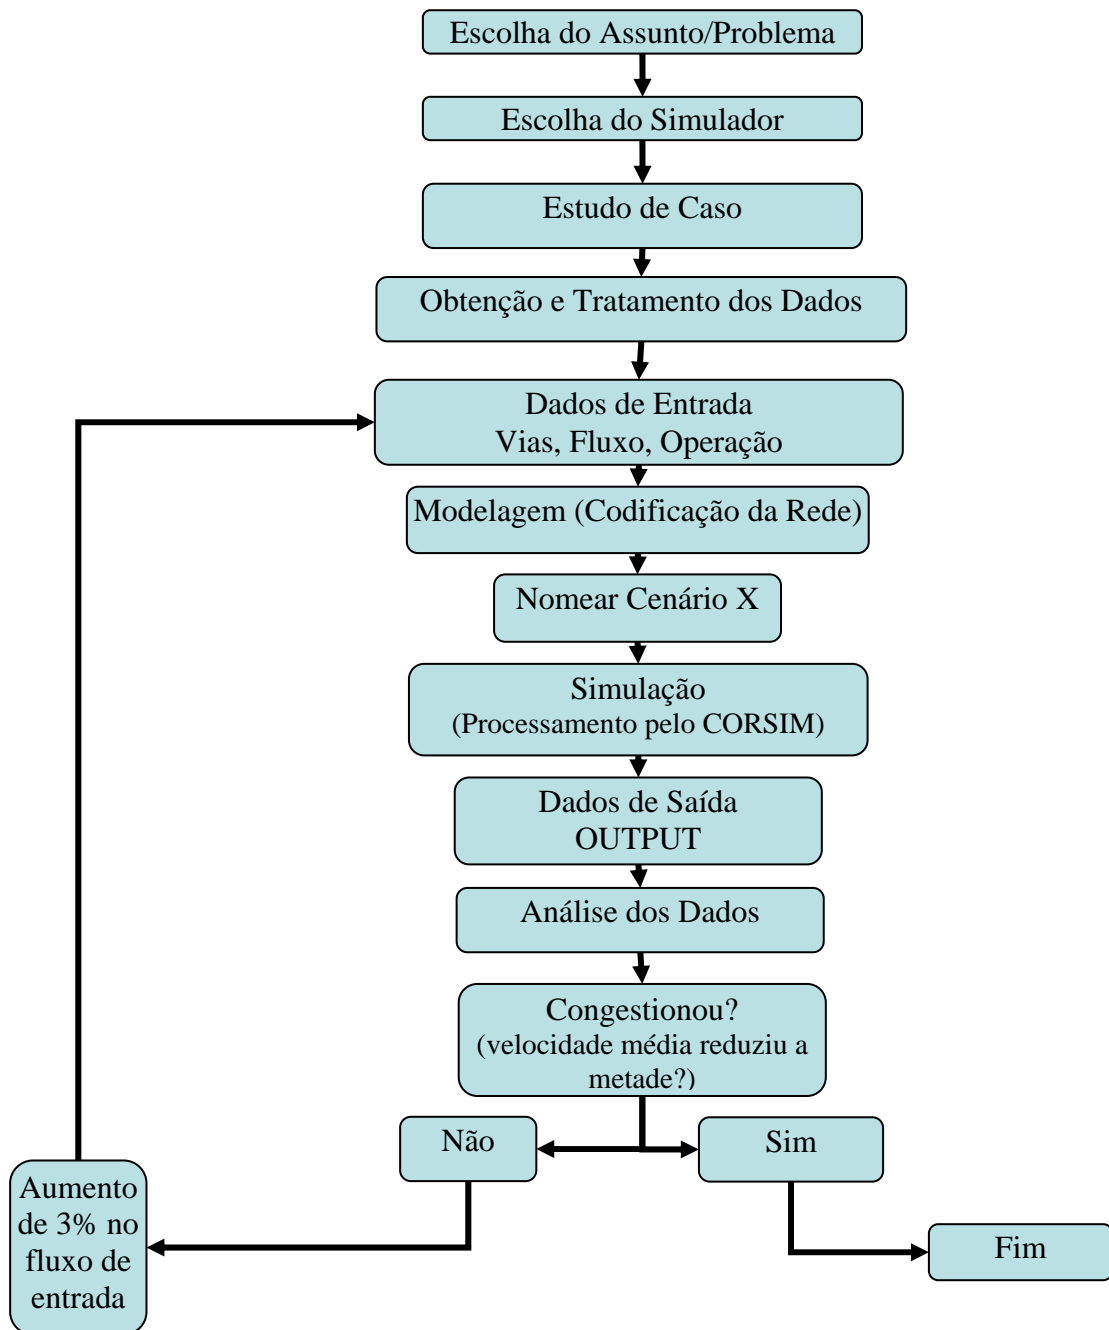 Escolha do Assunto/Problema
Escolha do Simulador
Estudo de Caso
Obtenção e Tratamento dos Dados
Dados de Entrada
Vias, Fluxo, Operação
Modelagem (Codificação da Rede)
Nomear Cenário X
Simulação
(Processamento pelo CORSIM)
Dados de Saída
OUTPUT
Análise dos Dados
Congestionou?
(velocidade média reduziu a
metade?)
Não
Sim
Aumento
de 3% no
fluxo de
entrada
Fim